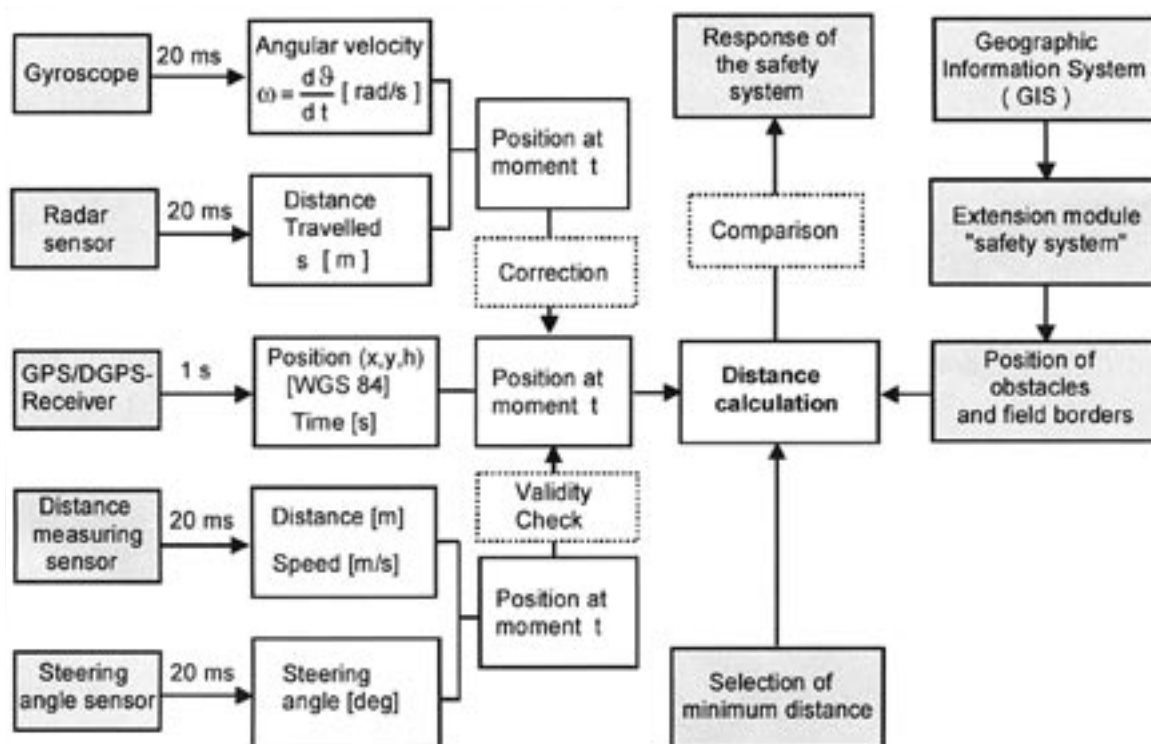 Gyroscope
20 ms
Angular velocity
ω = dϑ/dt [ rad/s ]
Radar
sensor
20 ms
Distance
Travelled
s [ m ]
Position at
moment t
Correction
GPS/DGPS-
Receiver
1 s
Position (x,y,h)
[WGS 84]
Time [s]
Position at
moment t
Distance
measuring
sensor
20 ms
Distance [m]
Speed [m/s]
Validity
Check
Position at
moment t
Steering
angle sensor
20 ms
Steering
angle [deg]
Response of
the safety
system
Comparison
Distance
calculation
Selection of
minimum distance
Geographic
Information System
( GIS )
Extension module
"safety system"
Position of
obstacles
and field borders